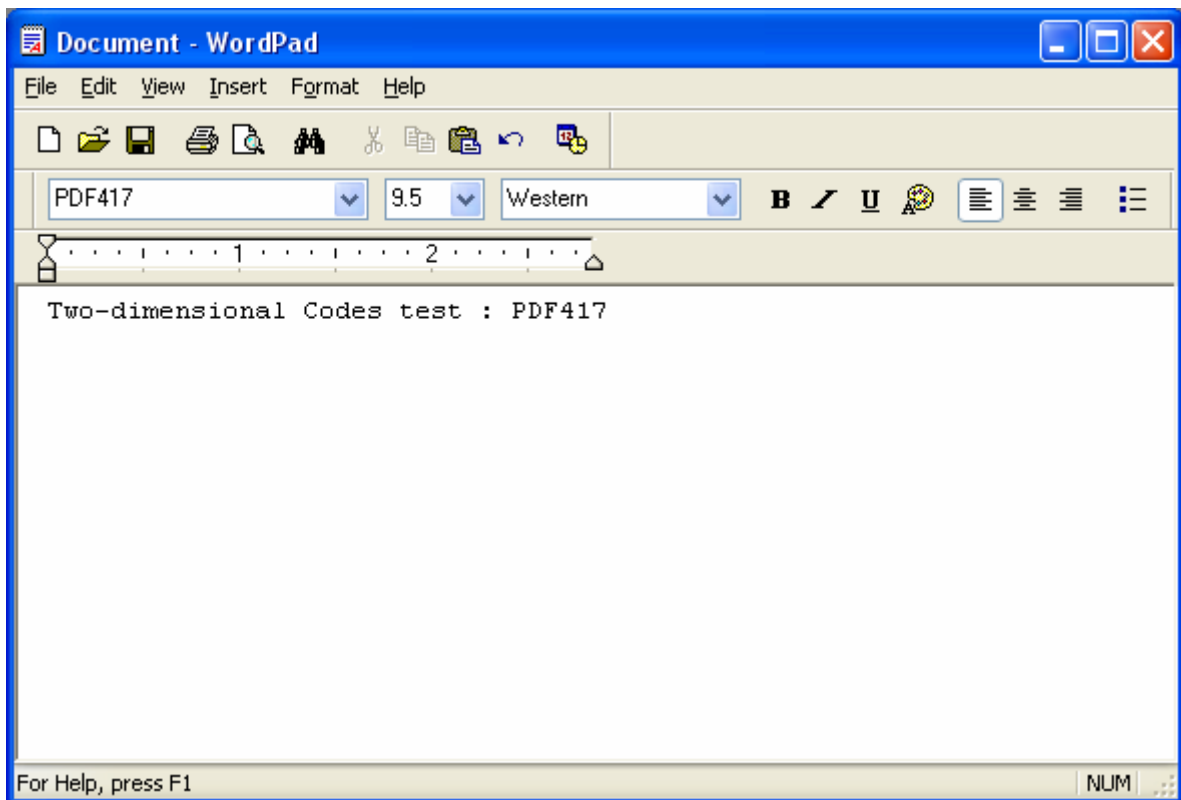 Document - WordPad
File Edit View Insert Format Help
PDF417 9.5 Western B / U
1 2
Two-dimensional Codes test : PDF417
For Help, press F1 NUM